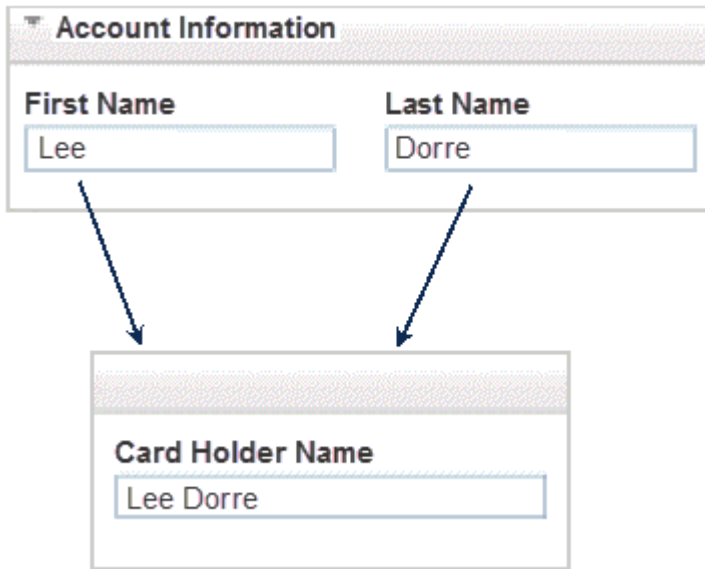 Account Information
First Name Last Name
Lee Dorre
Card Holder Name
Lee Dorre